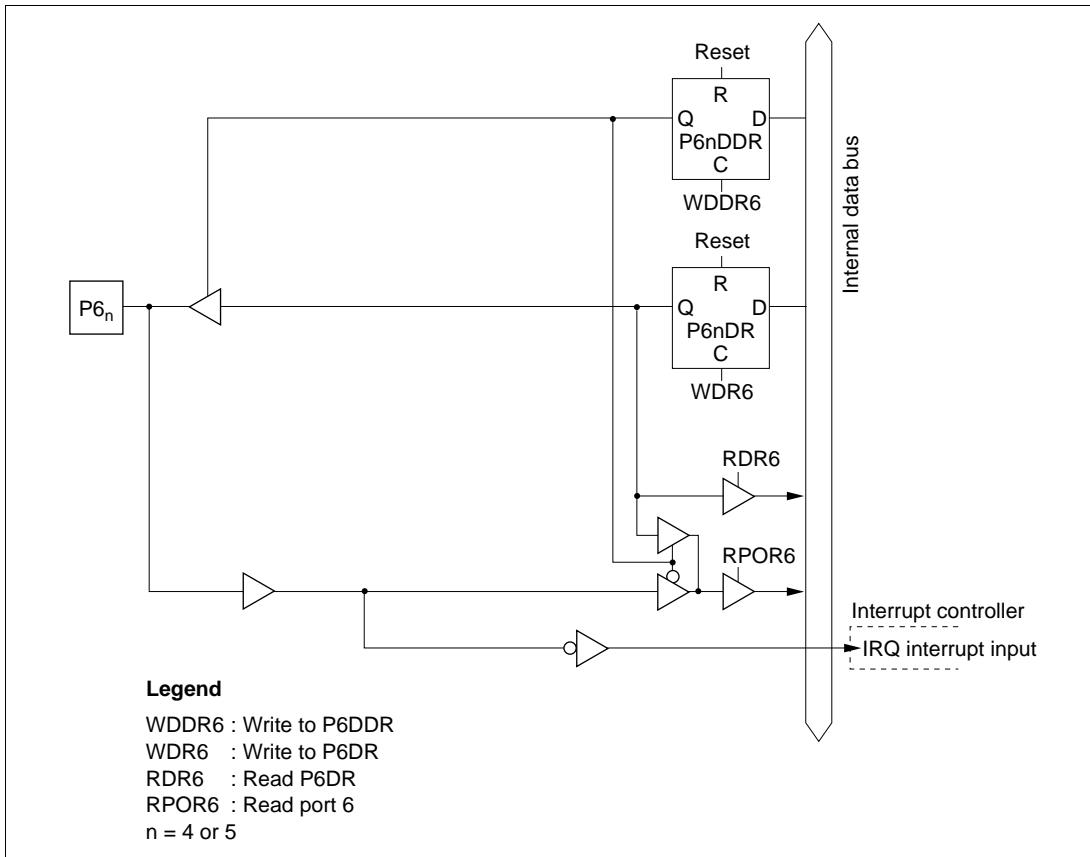 Reset
R
Q D
P6nDDR
C
WDDR6
Internal data bus
Reset
R
P6n
Q D
P6nDR
C
WDR6
RDR6
RPOR6
Interrupt controller
IRQ interrupt input
Legend
WDDR6 : Write to P6DDR
WDR6 : Write to P6DR
RDR6 : Read P6DR
RPOR6 : Read port 6
n = 4 or 5